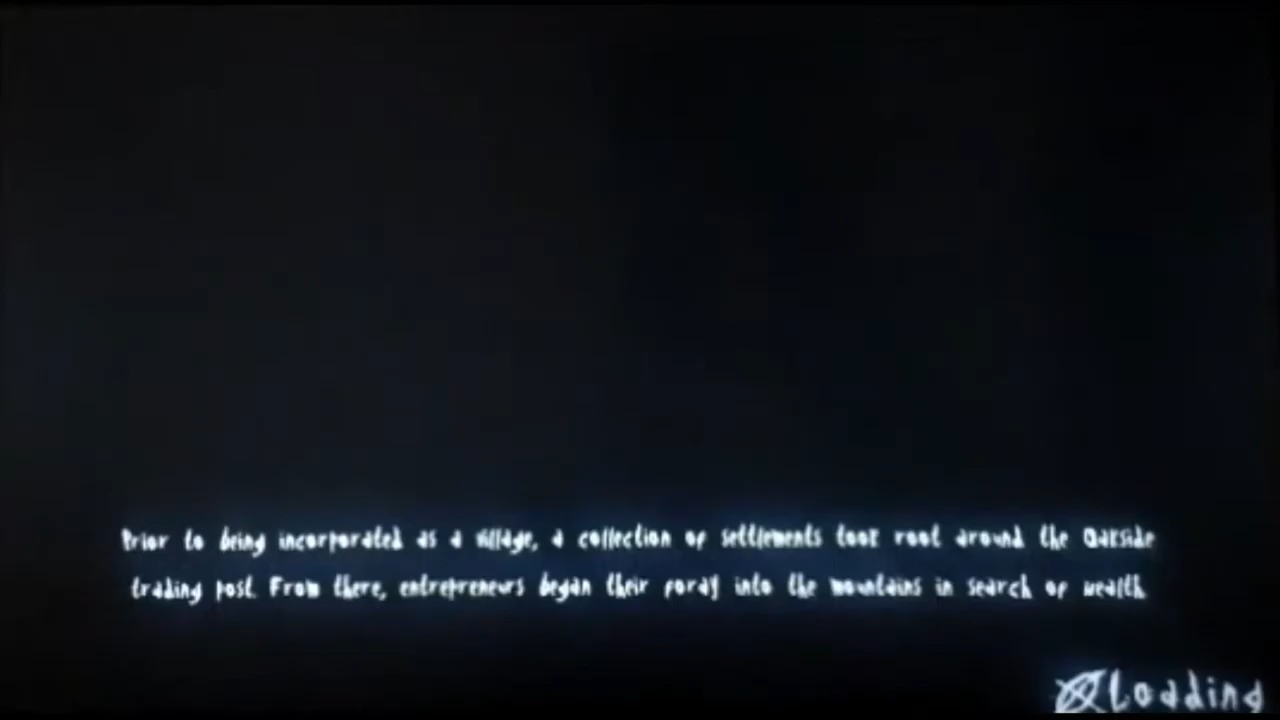 Prior to being incorporated as a village, a collection of settlements took root around the Oakside
trading post. From there, entrepreneurs began their foray into the mountains in search of wealth.
Loading